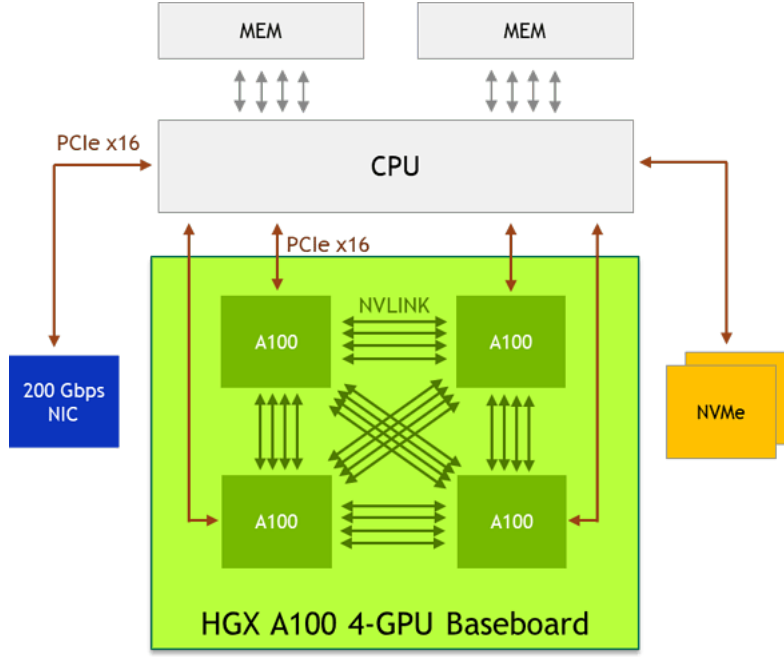 MEM
MEM
PCIe x16
CPU
PCIe x16
NVLINK
A100
A100
200 Gbps
NIC
NVMe
A100
A100
HGX A100 4-GPU Baseboard